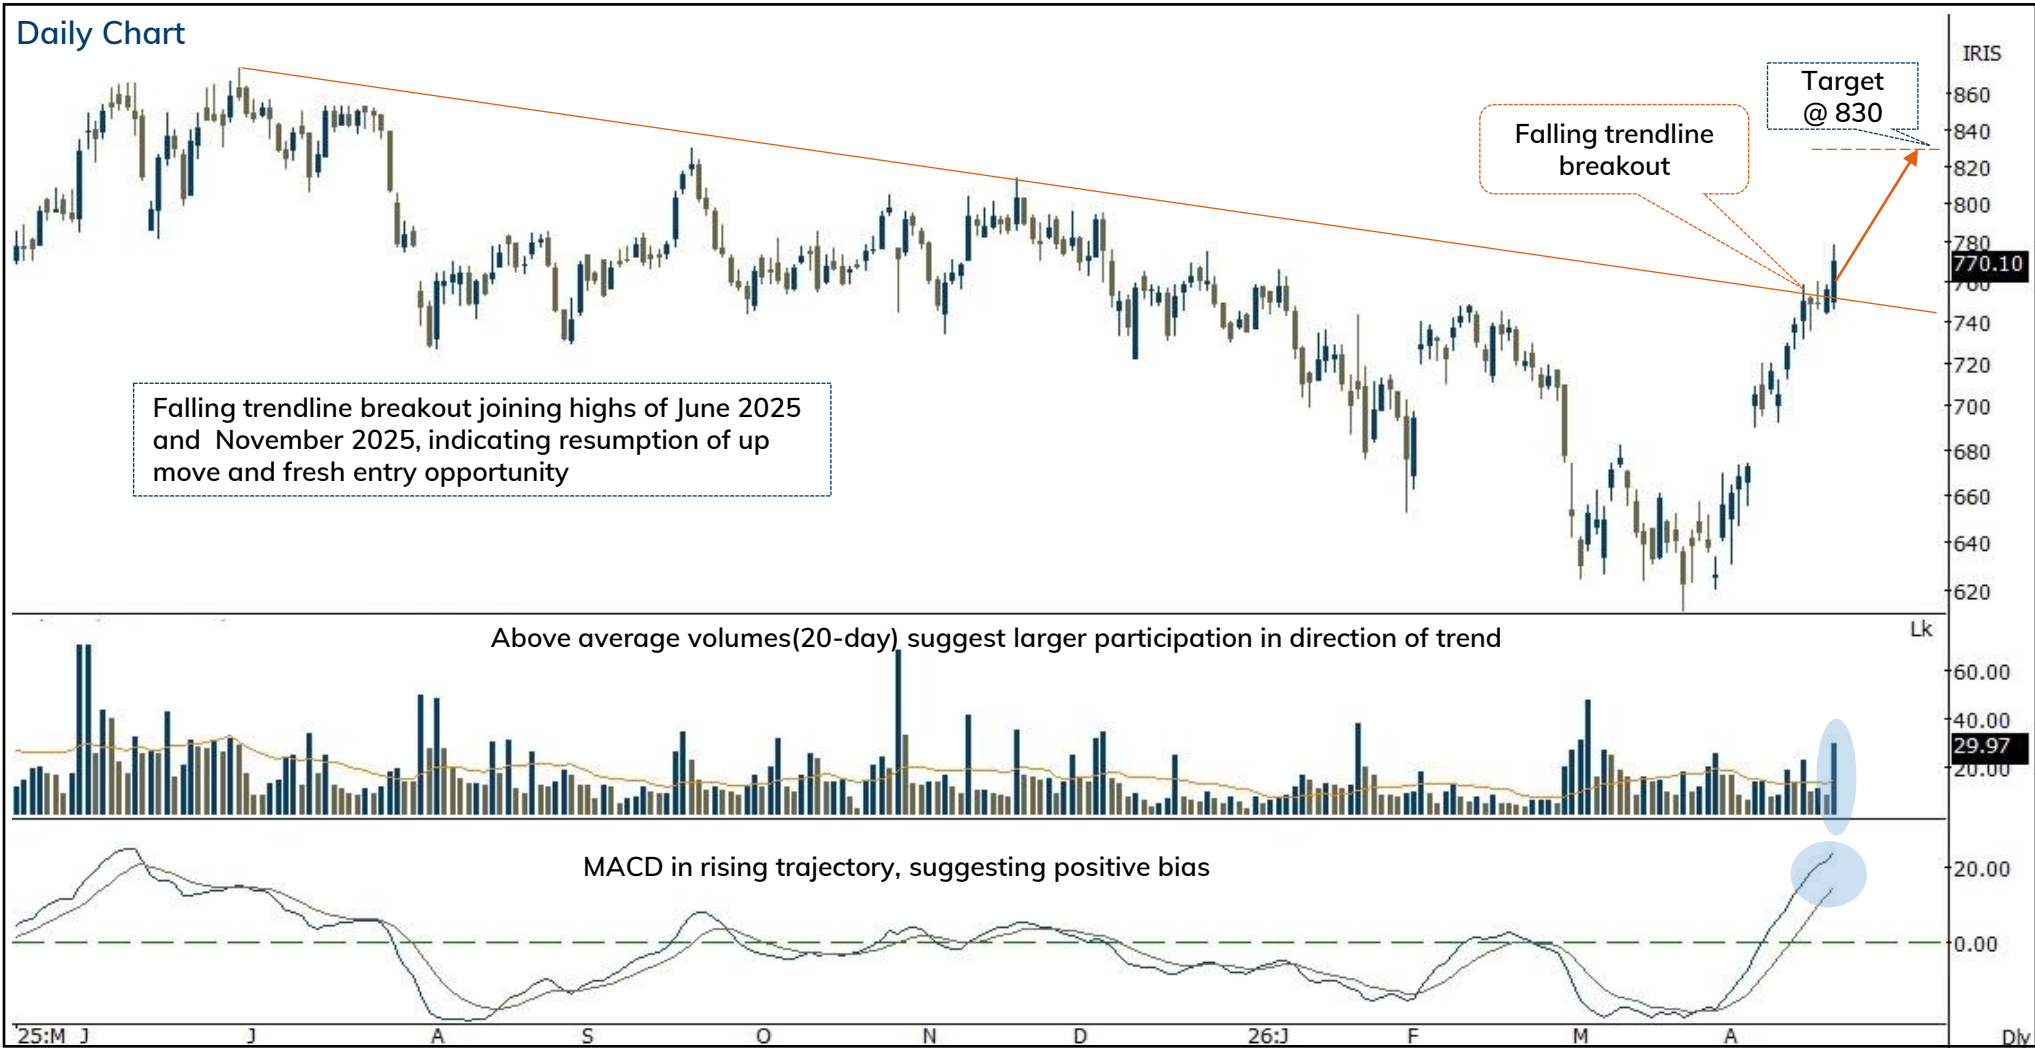 Daily Chart
IRIS
Target
@ 830
Falling trendline
breakout
860
840
820
800
780
770.10
760
740
720
700
680
660
640
620
Falling trendline breakout joining highs of June 2025
and November 2025, indicating resumption of up
move and fresh entry opportunity
Above average volumes(20-day) suggest larger participation in direction of trend
Lk
60.00
40.00
29.97
20.00
MACD in rising trajectory, suggesting positive bias
20.00
0.00
25:M J J A S O N D 26:J F M A Dly